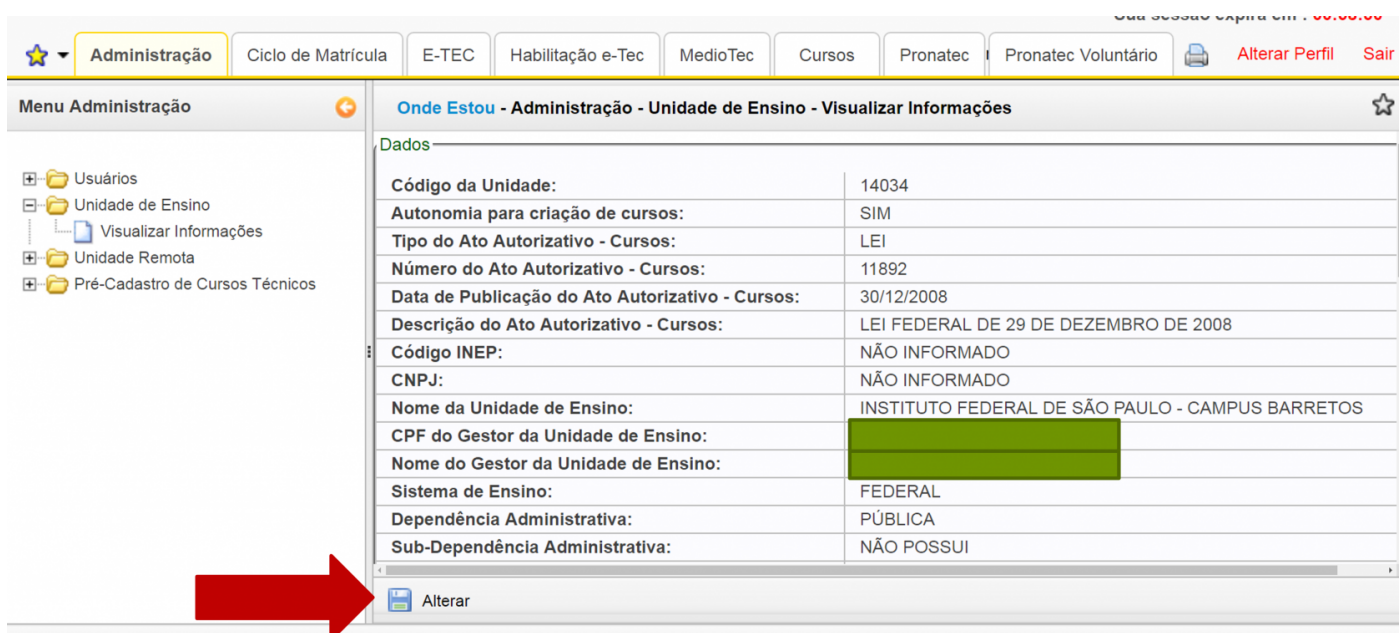 Sua sessão expira em :
Administração Ciclo de Matrícula E-TEC Habilitação e-Tec MedioTec Cursos Pronatec Pronatec Voluntário Alterar Perfil Sair
Menu Administração
Onde Estou - Administração - Unidade de Ensino - Visualizar Informações
Usuários
Unidade de Ensino
Visualizar Informações
Unidade Remota
Pré-Cadastro de Cursos Técnicos
Dados
Código da Unidade: 14034
Autonomia para criação de cursos: SIM
Tipo do Ato Autorizativo - Cursos: LEI
Número do Ato Autorizativo - Cursos: 11892
Data de Publicação do Ato Autorizativo - Cursos: 30/12/2008
Descrição do Ato Autorizativo - Cursos: LEI FEDERAL DE 29 DE DEZEMBRO DE 2008
Código INEP: NÃO INFORMADO
CNPJ: NÃO INFORMADO
Nome da Unidade de Ensino: INSTITUTO FEDERAL DE SÃO PAULO - CAMPUS BARRETOS
CPF do Gestor da Unidade de Ensino:
Nome do Gestor da Unidade de Ensino:
Sistema de Ensino: FEDERAL
Dependência Administrativa: PÚBLICA
Sub-Dependência Administrativa: NÃO POSSUI
Alterar